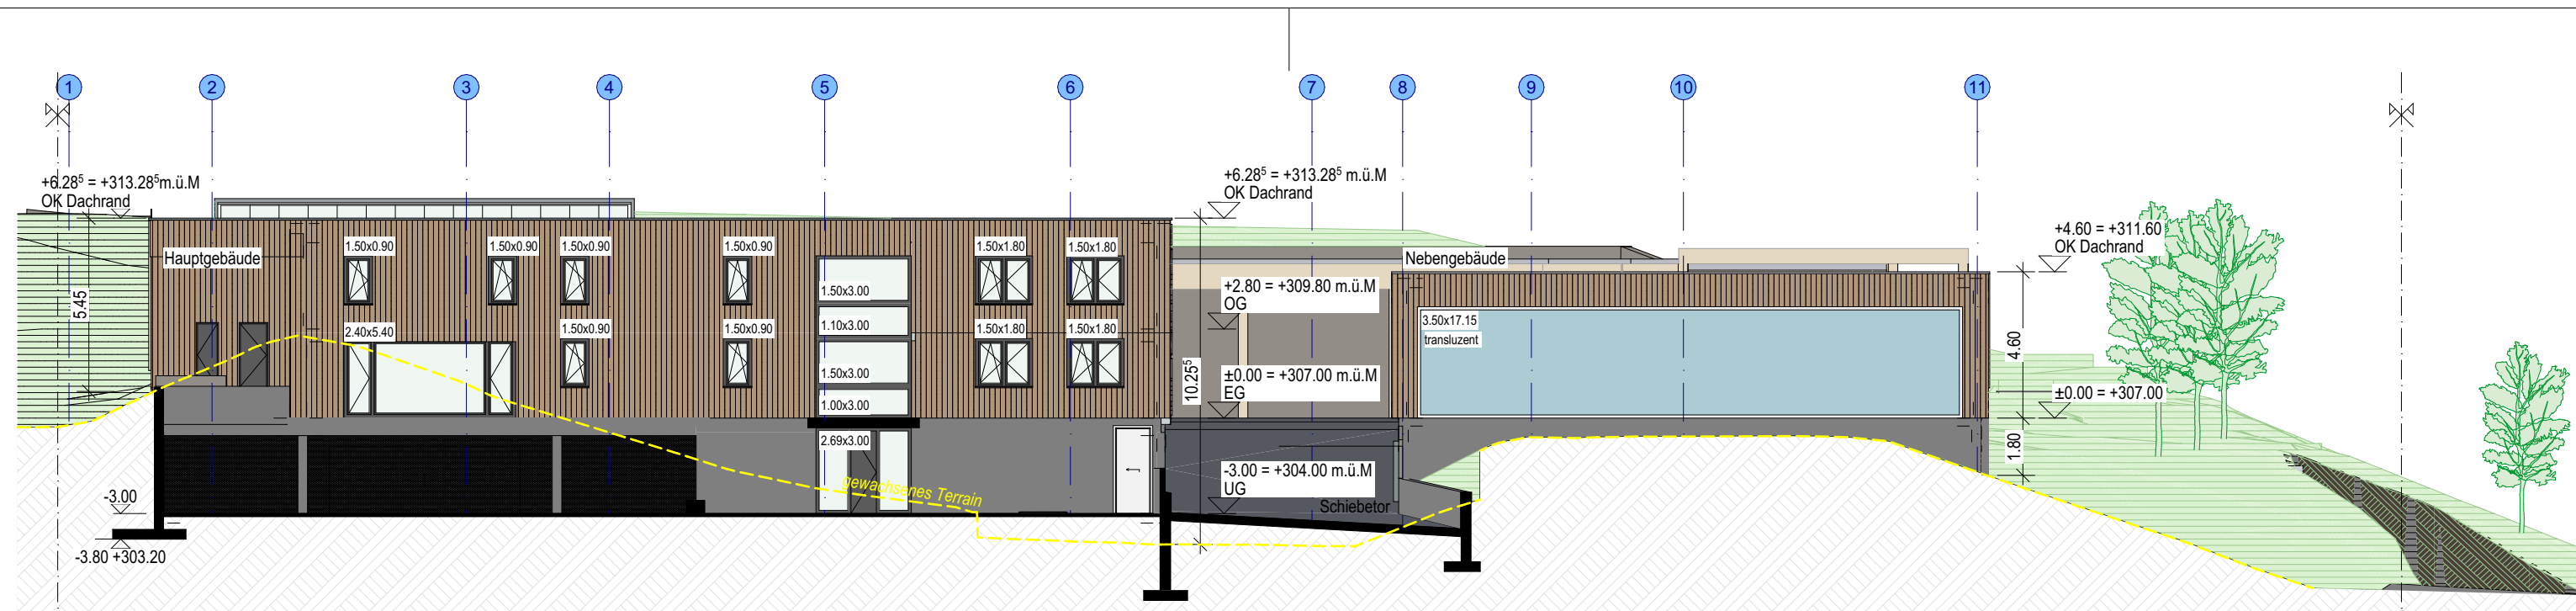 1 2 3 4 5 6 7 8 9 10 11
+6.28⁵ = +313.28⁵m.ü.M
OK Dachrand
Hauptgebäude
5.45
-3.00
-3.80 +303.20
1.50x0.90 1.50x0.90 1.50x0.90 1.50x0.90 1.50x1.80 1.50x1.80
2.40x5.40 1.50x0.90 1.50x0.90 1.50x1.80 1.50x1.80
1.50x3.00
1.10x3.00
1.50x3.00
1.00x3.00
2.69x3.00
gewachsenes Terrain
+6.28⁵ = +313.28⁵ m.ü.M
OK Dachrand
+2.80 = +309.80 m.ü.M
OG
10.25⁵
±0.00 = +307.00 m.ü.M
EG
-3.00 = +304.00 m.ü.M
UG
Schiebetor
Nebengebäude
3.50x17.15
transluzent
+4.60 = +311.60
OK Dachrand
4.60
±0.00 = +307.00
1.80